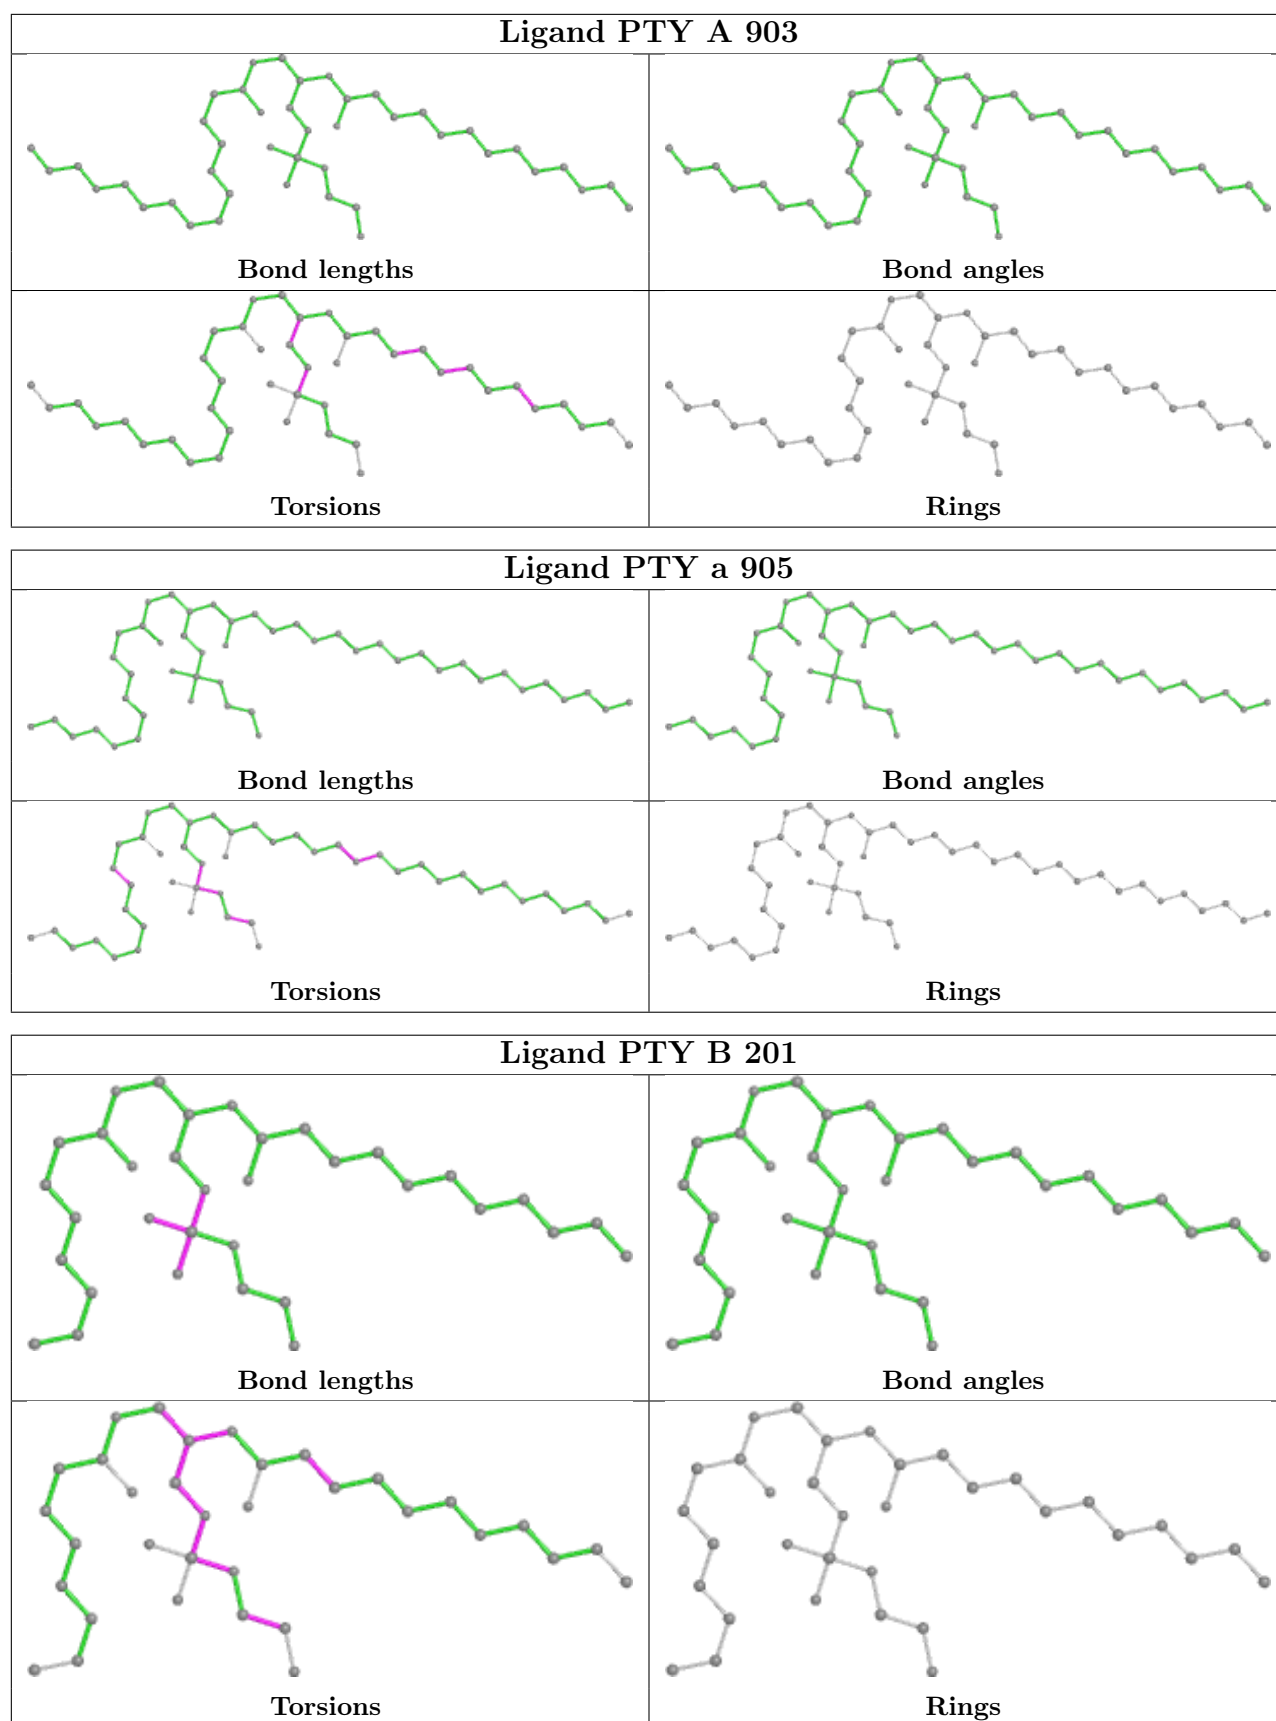 Ligand PTY A 903
Bond lengths
Bond angles
Torsions
Rings
Ligand PTY a 905
Bond lengths
Bond angles
Torsions
Rings
Ligand PTY B 201
Bond lengths
Bond angles
Torsions
Rings